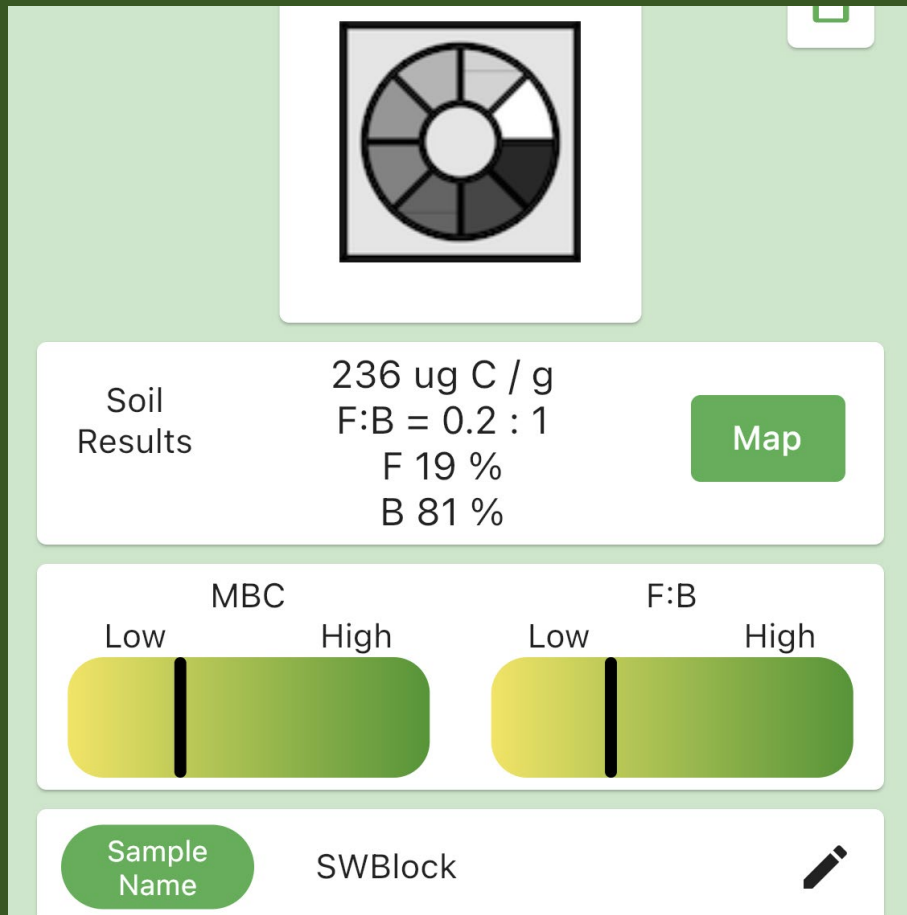 Soil
Results
236 ug C / g
F:B = 0.2 : 1
F 19 %
B 81 %
Map
MBC
Low High
F:B
Low High
Sample
Name
SWBlock